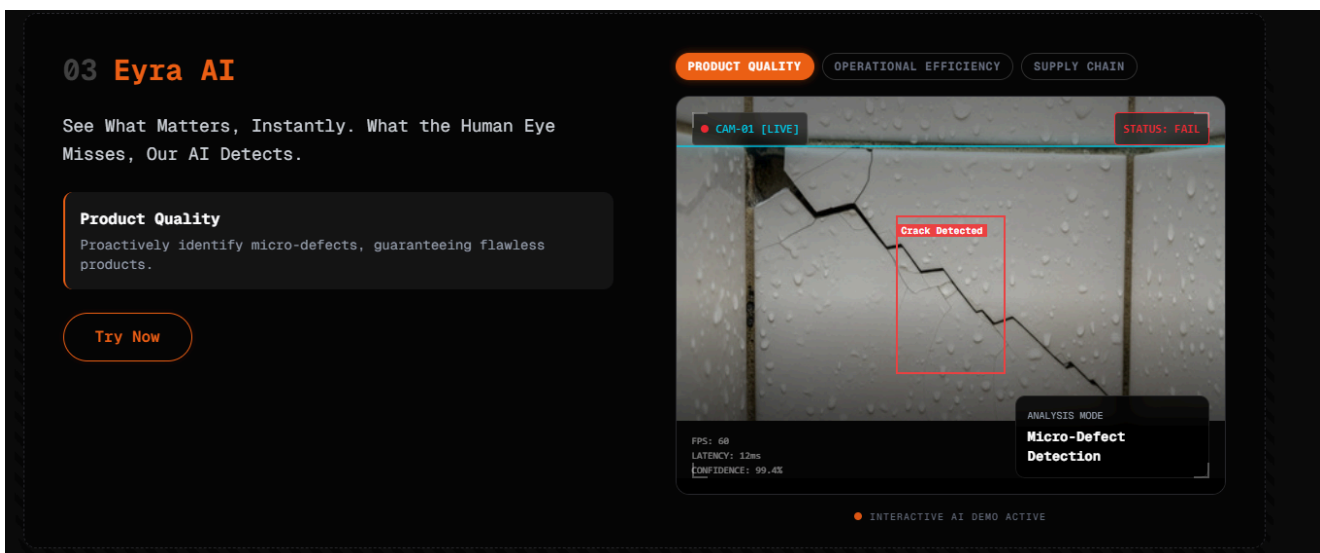 03 Eyra AI
See What Matters, Instantly. What the Human Eye
Misses, Our AI Detects.
Product Quality
Proactively identify micro-defects, guaranteeing flawless
products.
Try Now
PRODUCT QUALITY
OPERATIONAL EFFICIENCY
SUPPLY CHAIN
CAM-01 [LIVE]
STATUS: FAIL
Crack Detected
ANALYSIS MODE
Micro-Defect
Detection
FPS: 60
LATENCY: 12ms
CONFIDENCE: 99.4%
INTERACTIVE AI DEMO ACTIVE